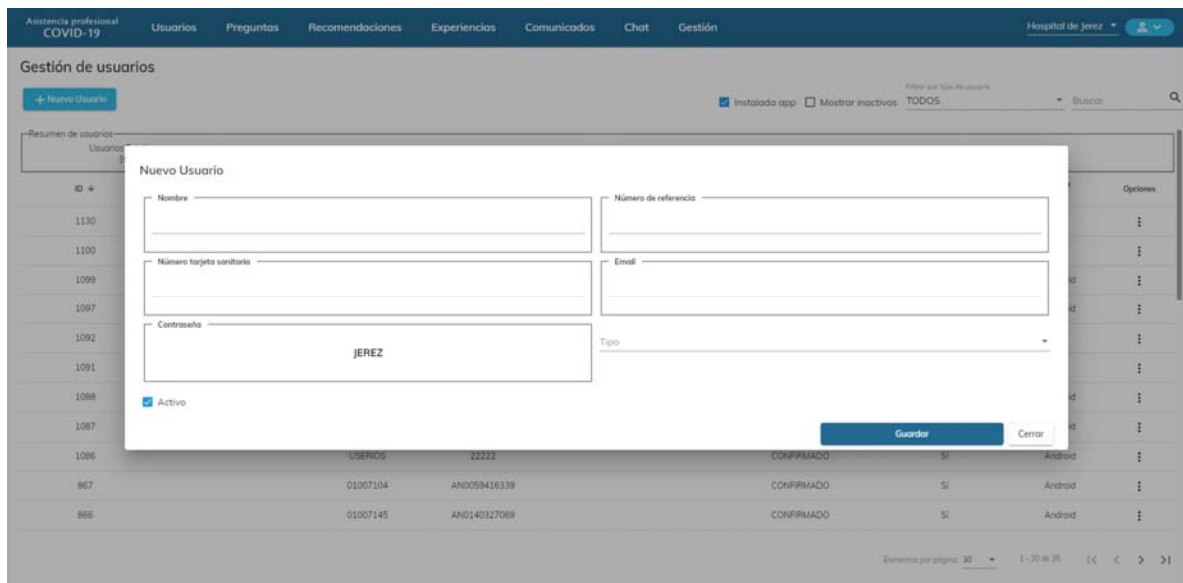 Asistencia profesional
COVID-19
Usuarios Preguntas Recomendaciones Experiencias Comunicados Chat Gestión
Hospital de Jerez
Gestión de usuarios
+ Nuevo Usuario
Instalada app Mostrar inactivos
Filtrar por tipo de usuario
TODOS
Buscar
Resumen de usuarios
Usuarios
ID Opciones
Nuevo Usuario
Nombre Número de referencia
Número tarjeta sanitaria Email
Contraseña
JEREZ
Tipo
Activo
Guardar Cerrar
1130
1100
1099
1097
1092
1091
1088
1087
1086 USERIOS 22222 CONFIRMADO Sí Android
867 01007104 AN0059416339 CONFIRMADO Sí Android
866 01007145 AN0140327069 CONFIRMADO Sí Android
Elementos por página: 30 1 - 30 de 35